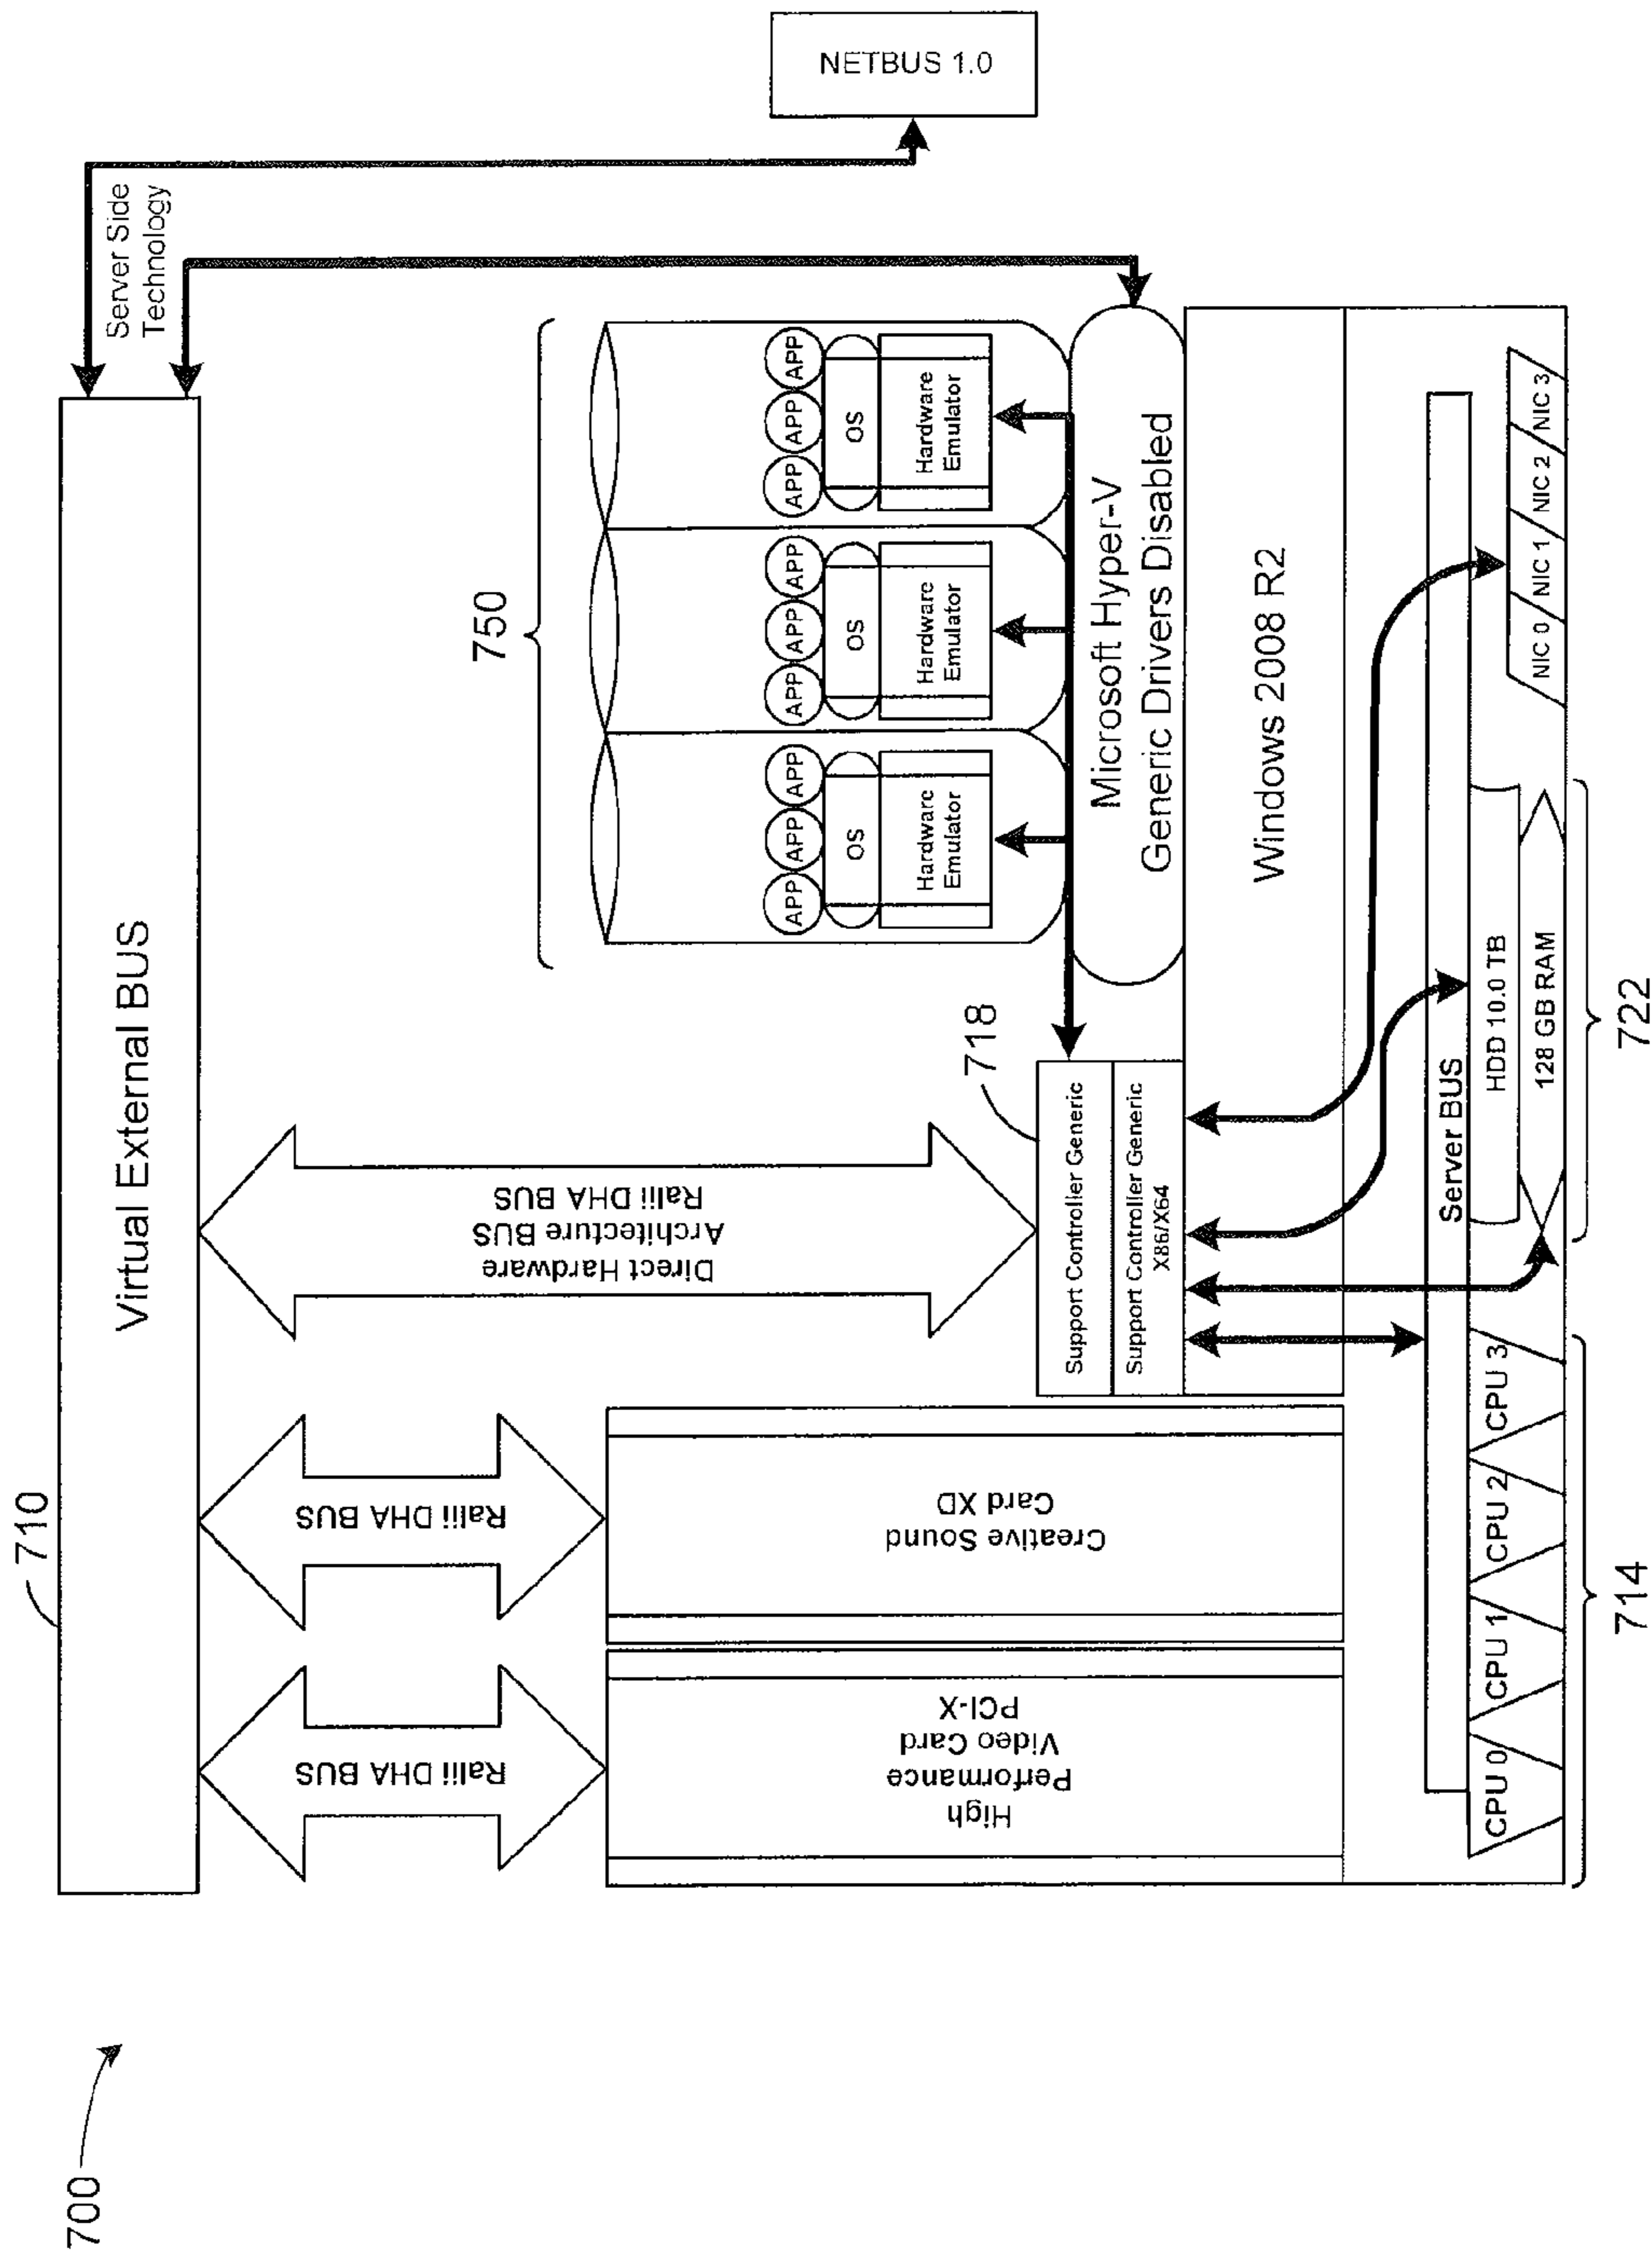 700
710
Virtual External BUS
Server Side
Technology
NETBUS 1.0
Ralii DHA BUS
Ralii DHA BUS
Direct Hardware
Architecture BUS
Ralii DHA BUS
750
APP
APP
APP
OS
Hardware
Emulator
APP
APP
APP
OS
Hardware
Emulator
APP
APP
APP
OS
Hardware
Emulator
High
Performance
Video Card
PCI-X
Creative Sound
Card XD
718
Support Controller Generic
Support Controller Generic
X86/X64
Microsoft Hyper-V
Generic Drivers Disabled
Windows 2008 R2
Server BUS
CPU 0
CPU 1
CPU 2
CPU 3
HDD 10.0 TB
128 GB RAM
NIC 0
NIC 1
NIC 2
NIC 3
714
722